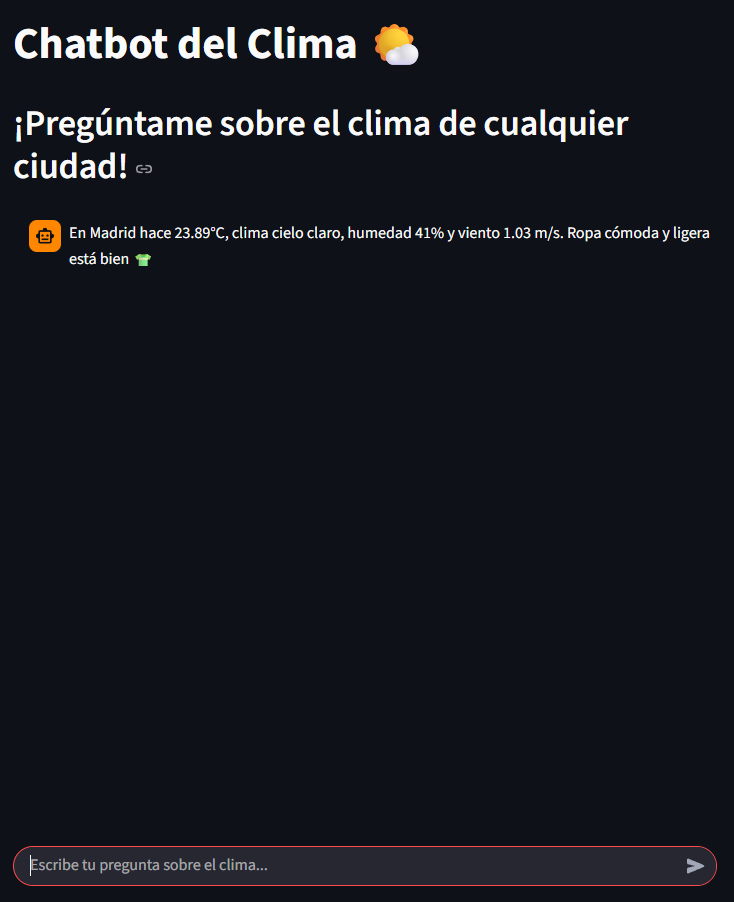 Chatbot del Clima 🌤️
¡Pregúntame sobre el clima de cualquier
ciudad!
En Madrid hace 23.89°C, clima cielo claro, humedad 41% y viento 1.03 m/s. Ropa cómoda y ligera
está bien 👕
Escribe tu pregunta sobre el clima...